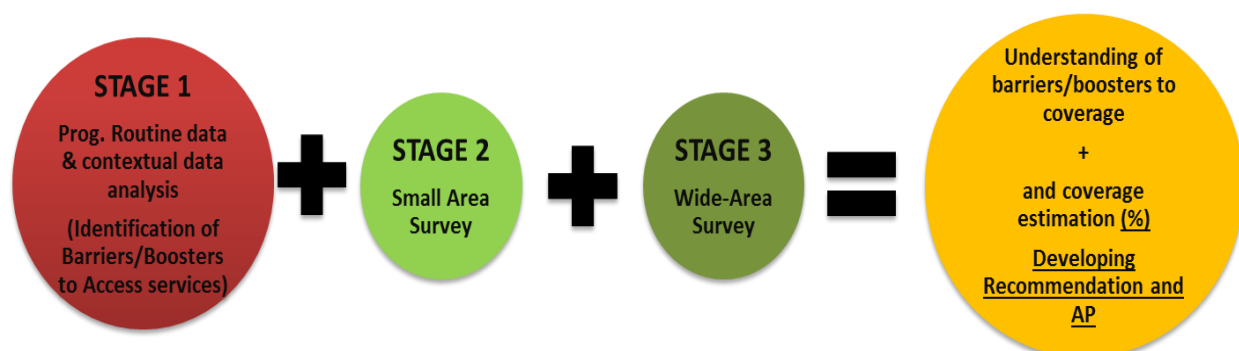 STAGE 1
Prog. Routine data
& contextual data
analysis
(Identification of
Barriers/Boosters
to Access services)
STAGE 2
Small Area
Survey
STAGE 3
Wide-Area
Survey
Understanding of
barriers/boosters to
coverage
+
and coverage
estimation (%)
Developing
Recommendation and
AP